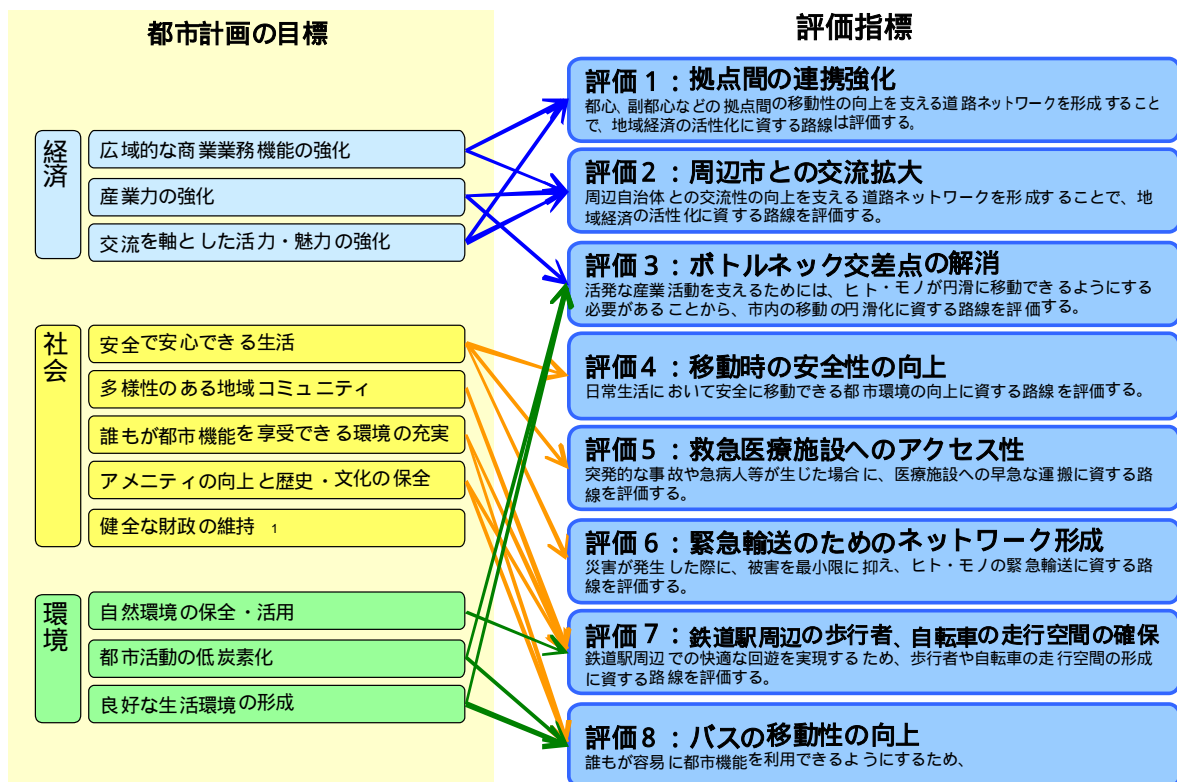 都市計画の目標
経済
広域的な商業業務機能の強化
産業力の強化
交流を軸とした活力・魅力の強化
社会
安全で安心できる生活
多様性のある地域コミュニティ
誰もが都市機能を享受できる環境の充実
アメニティの向上と歴史・文化の保全
健全な財政の維持 1
環境
自然環境の保全・活用
都市活動の低炭素化
良好な生活環境の形成
評価指標
評価1：拠点間の連携強化
都心、副都心などの拠点間の移動性の向上を支える道路ネットワークを形成すること
で、地域経済の活性化に資する路線は評価する。
評価2：周辺市との交流拡大
周辺自治体との交流性の向上を支える道路ネットワークを形成することで、地
域経済の活性化に資する路線を評価する。
評価3：ボトルネック交差点の解消
活発な産業活動を支えるためには、ヒト・モノが円滑に移動できるようにする
必要があることから、市内の移動の円滑化に資する路線を評価する。
評価4：移動時の安全性の向上
日常生活において安全に移動できる都市環境の向上に資する路線を評価する。
評価5：救急医療施設へのアクセス性
突発的な事故や急病人等が生じた場合に、医療施設への早急な運搬に資する路
線を評価する。
評価6：緊急輸送のためのネットワーク形成
災害が発生した際に、被害を最小限に抑え、ヒト・モノの緊急輸送に資する路
線を評価する。
評価7：鉄道駅周辺の歩行者、自転車の走行空間の確保
鉄道駅周辺での快適な回遊を実現するため、歩行者や自転車の走行空間の形成
に資する路線を評価する。
評価8：バスの移動性の向上
誰もが容易に都市機能を利用できるようにするため、